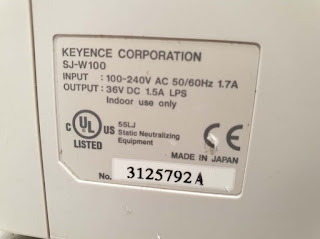 KEYENCE CORPORATION
SJ-W100
INPUT : 100-240V AC 50/60Hz 1.7A
OUTPUT: 36V DC 1.5A LPS
Indoor use only
C UL US
LISTED
55LJ
Static Neutralizing
Equipment
CE
MADE IN JAPAN
No. 3125792A